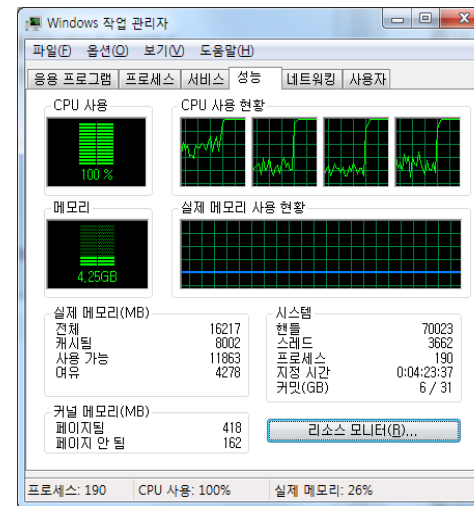 Windows 작업 관리자
파일(F) 옵션(O) 보기(V) 도움말(H)
응용 프로그램 프로세스 서비스 성능 네트워킹 사용자
CPU 사용 CPU 사용 현황
100 %
메모리 실제 메모리 사용 현황
4,25GB
실제 메모리(MB)
전체 16217
캐시됨 8002
사용 가능 11863
여유 4278
시스템
핸들 70023
스레드 3662
프로세스 190
지정 시간 0:04:23:37
커밋(GB) 6 / 31
커널 메모리(MB)
페이지됨 418
페이지 안 됨 162
리소스 모니터(R)...
프로세스: 190 CPU 사용: 100% 실제 메모리: 26%